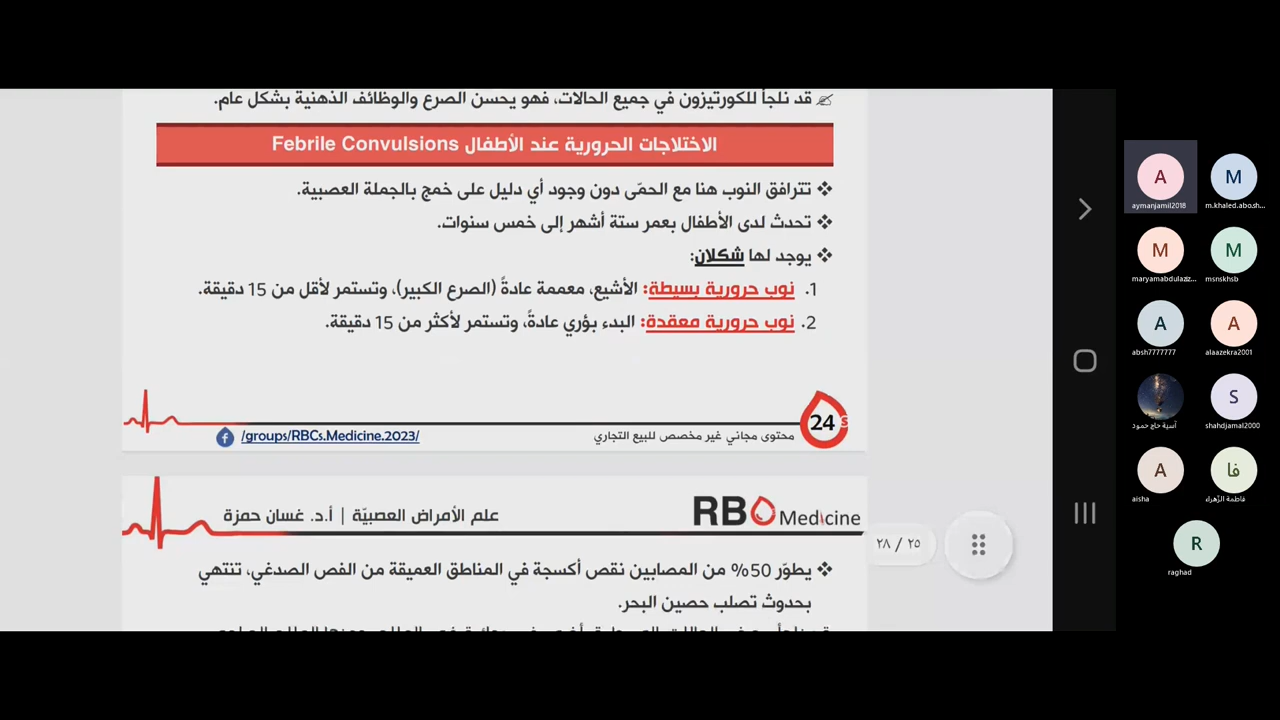 قد نلجأ للكورتيزون في جميع الحالات، فهو يحسن الصرع والوظائف الذهنية بشكل عام.
الاختلاجات الحرورية عند الأطفال Febrile Convulsions
❖ تترافق النوب هنا مع الحمّى دون وجود أي دليل على خمج بالجملة العصبية.
❖ تحدث لدى الأطفال بعمر ستة أشهر إلى خمس سنوات.
❖ يوجد لها شكلان:
1. نوب حرورية بسيطة: الأشيع، معممة عادةً (الصرع الكبير)، وتستمر لأقل من 15 دقيقة.
2. نوب حرورية معقدة: البدء بؤري عادةً، وتستمر لأكثر من 15 دقيقة.
24
محتوى مجاني غير مخصص للبيع التجاري
/groups/RBCs.Medicine.2023/
RB Medicine
علم الأمراض العصبيّة | أ.د. غسان حمزة
٢٥ / ٢٨
❖ يطوّر 50% من المصابين نقص أكسجة في المناطق العميقة من الفص الصدغي، تنتهي
بحدوث تصلب حصين البحر.
A
aymanjamil2018
M
m.khaled.abo.sh...
M
maryamabdulaziz...
M
msnskhsb
A
absh7777777
A
alaazekra2001
آسية حاج حمود
S
shahdjamal2000
A
aisha
فا
فاطمة الزهراء
R
raghad